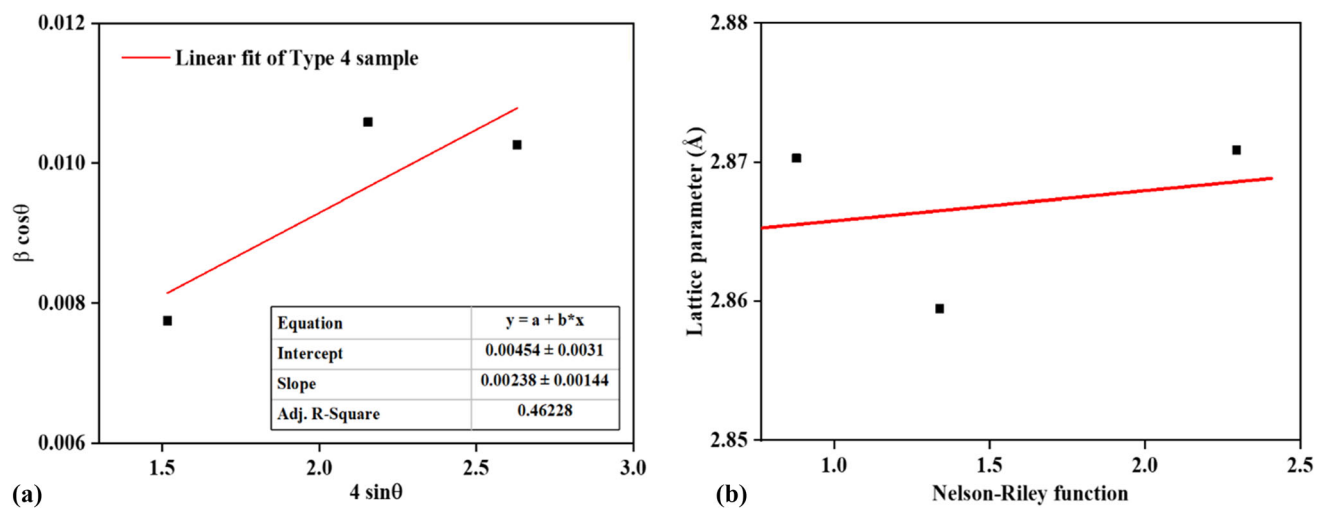 0.012
0.010
0.008
0.006
β cosθ
Linear fit of Type 4 sample
Equation y = a + b*x
Intercept 0.00454 ± 0.0031
Slope 0.00238 ± 0.00144
Adj. R-Square 0.46228
1.5 2.0 2.5 3.0
4 sinθ
(a)
2.88
2.87
2.86
2.85
Lattice parameter (Å)
1.0 1.5 2.0 2.5
Nelson-Riley function
(b)